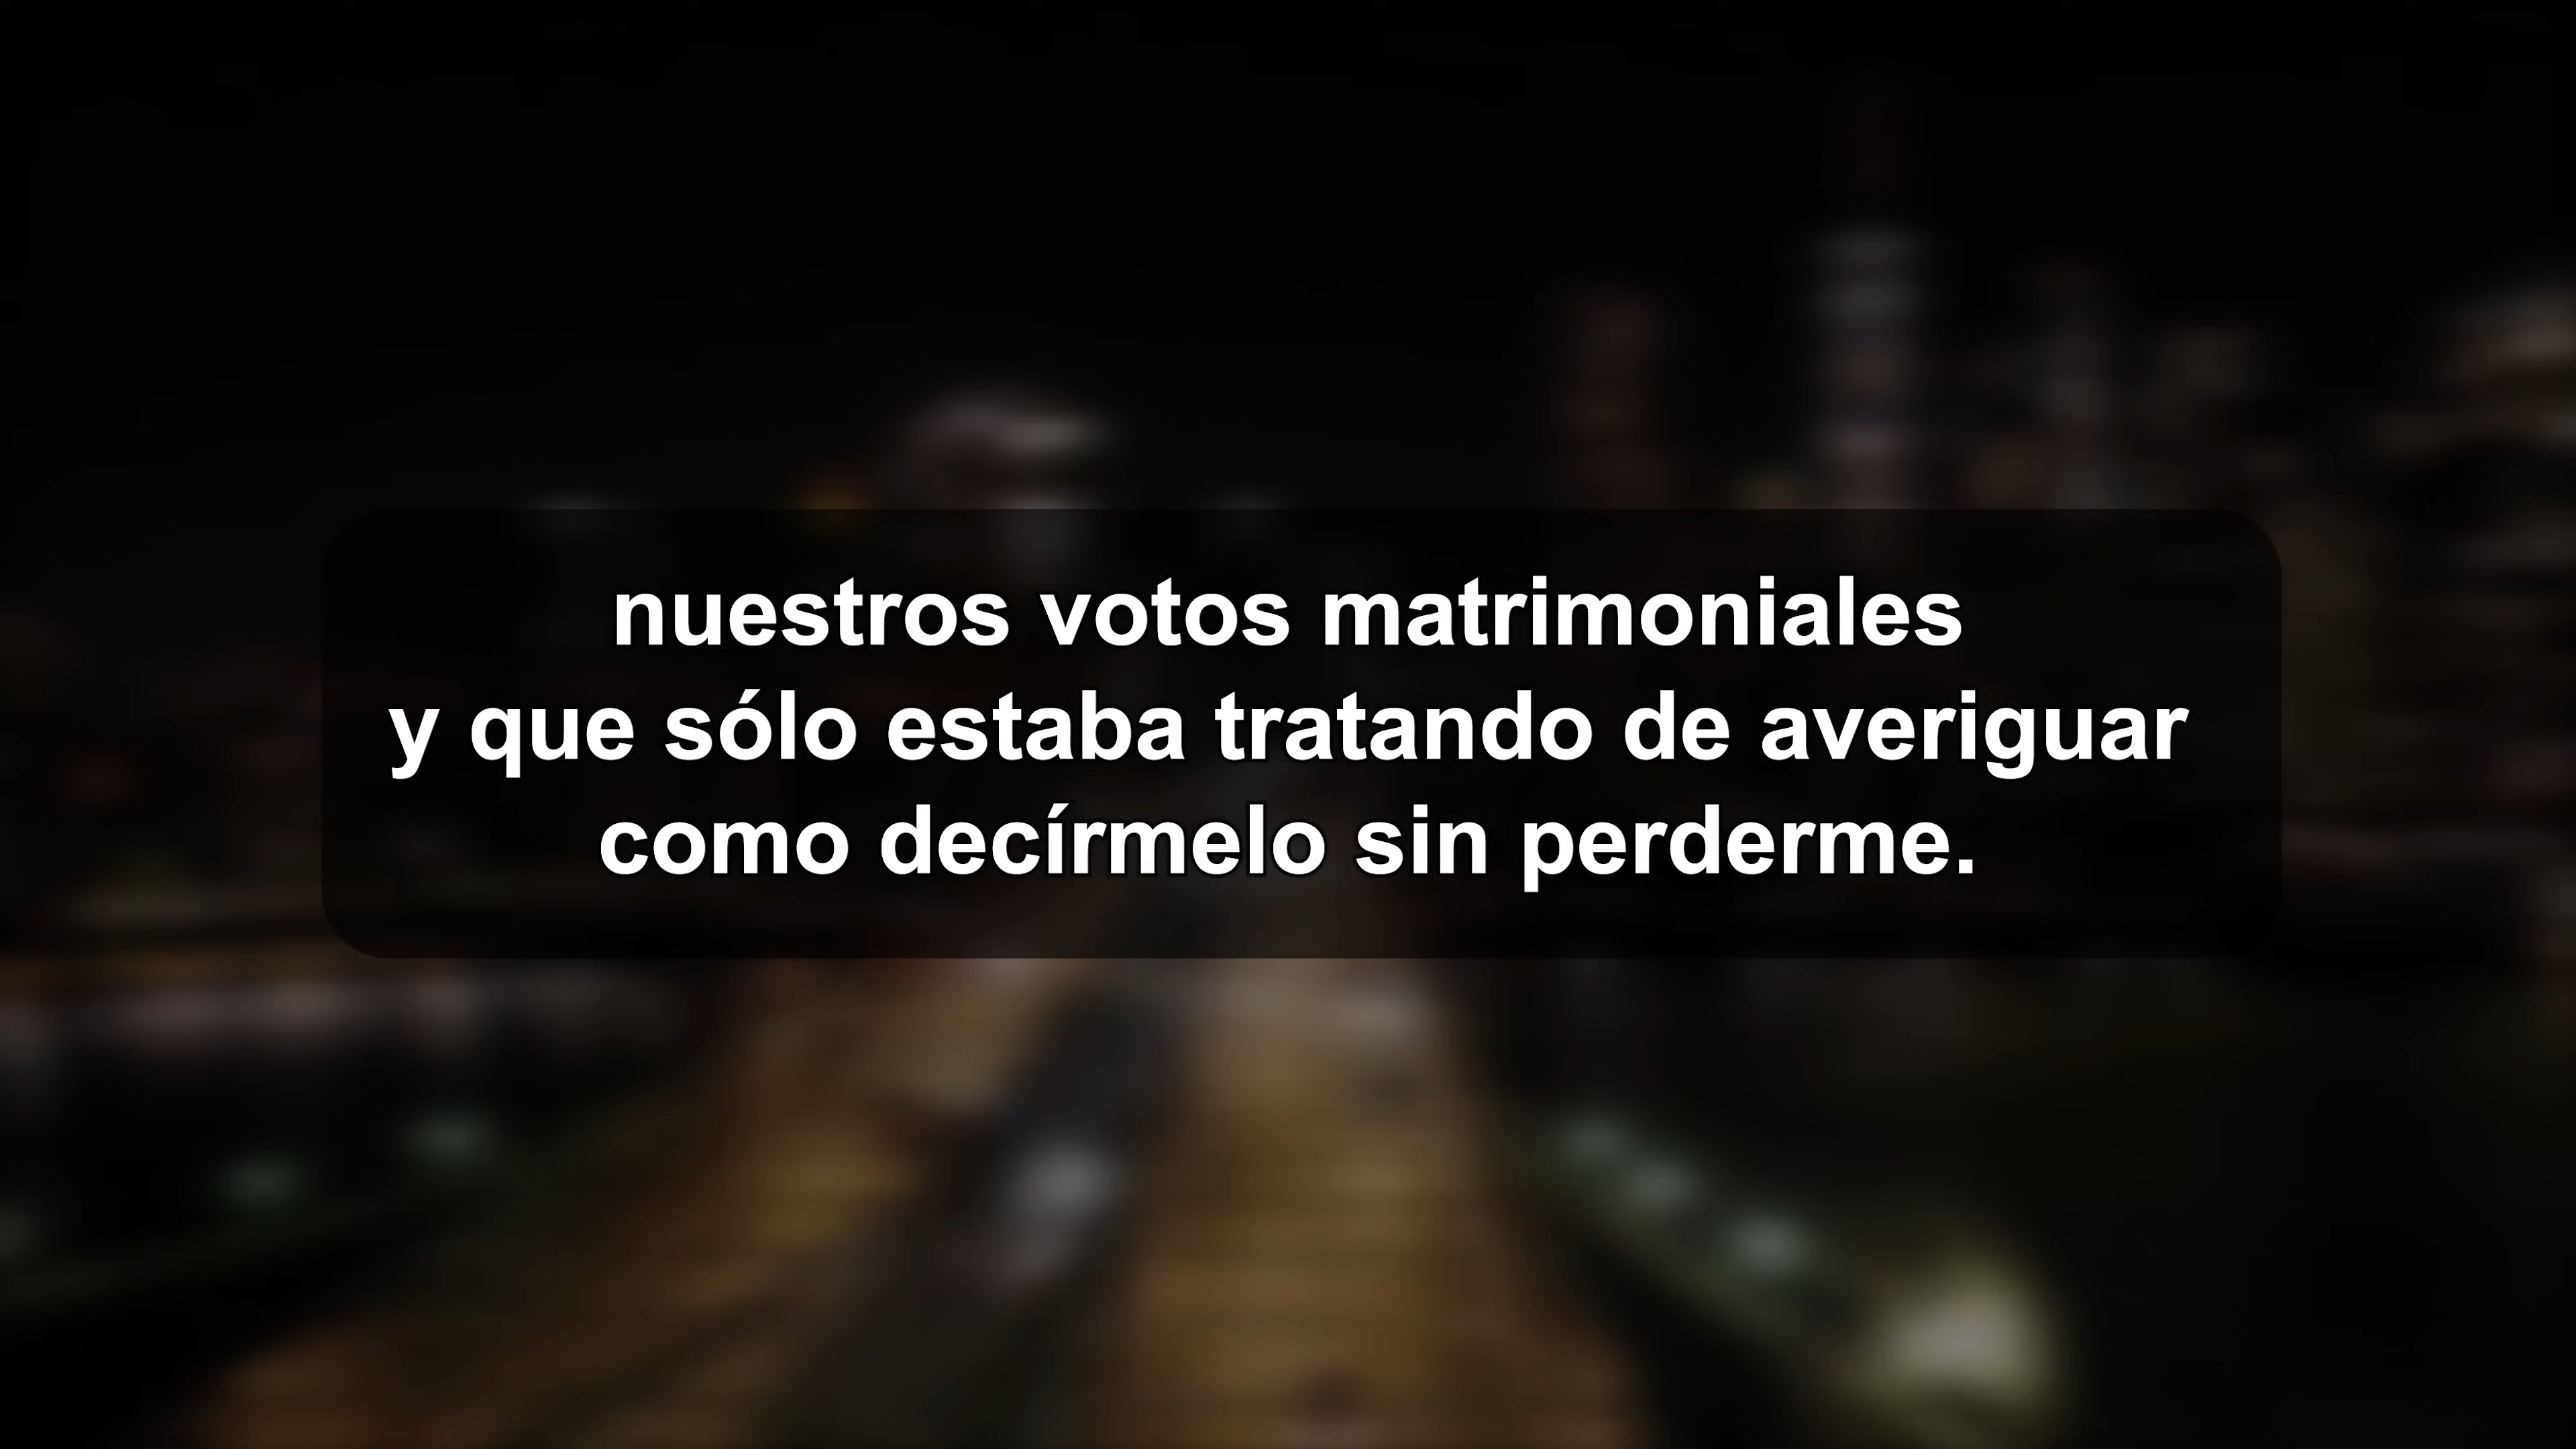 nuestros votos matrimoniales
y que sólo estaba tratando de averiguar
como decírmelo sin perderme.